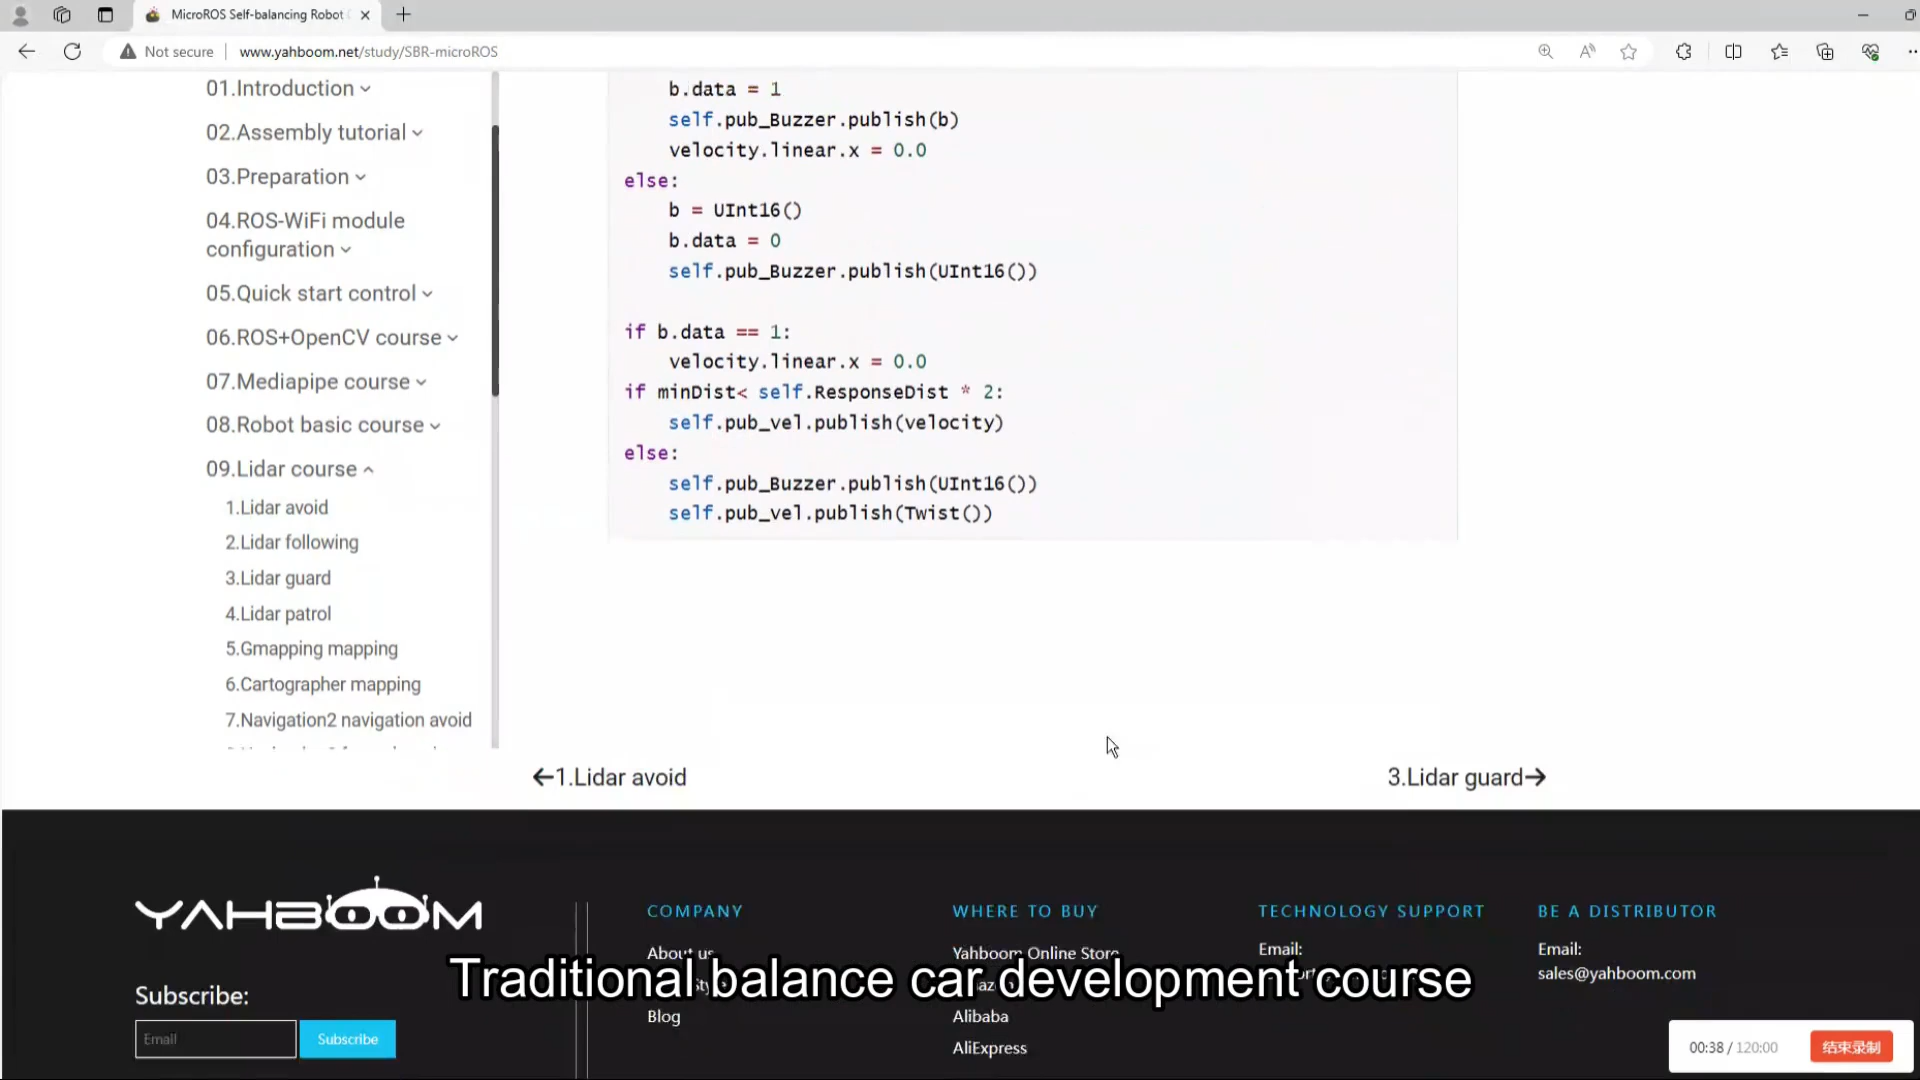 MicroROS Self-balancing Robot
Not secure
www.yahboom.net/study/SBR-microROS
01.Introduction
02.Assembly tutorial
03.Preparation
04.ROS-WiFi module
configuration
05.Quick start control
06.ROS+OpenCV course
07.Mediapipe course
08.Robot basic course
09.Lidar course
1.Lidar avoid
2.Lidar following
3.Lidar guard
4.Lidar patrol
5.Gmapping mapping
6.Cartographer mapping
7.Navigation2 navigation avoid
b.data = 1
self.pub_Buzzer.publish(b)
velocity.linear.x = 0.0
else:
b = UInt16()
b.data = 0
self.pub_Buzzer.publish(UInt16())
if b.data == 1:
velocity.linear.x = 0.0
if minDist< self.ResponseDist * 2:
self.pub_vel.publish(velocity)
else:
self.pub_Buzzer.publish(UInt16())
self.pub_vel.publish(Twist())
←1.Lidar avoid
3.Lidar guard→
YAHBOOM
Subscribe:
Email
Subscribe
COMPANY
About us
Blog
WHERE TO BUY
Yahboom Online Store
Alibaba
AliExpress
TECHNOLOGY SUPPORT
Email:
BE A DISTRIBUTOR
Email:
sales@yahboom.com
Traditional balance car development course
00:38 / 120:00
结束录制